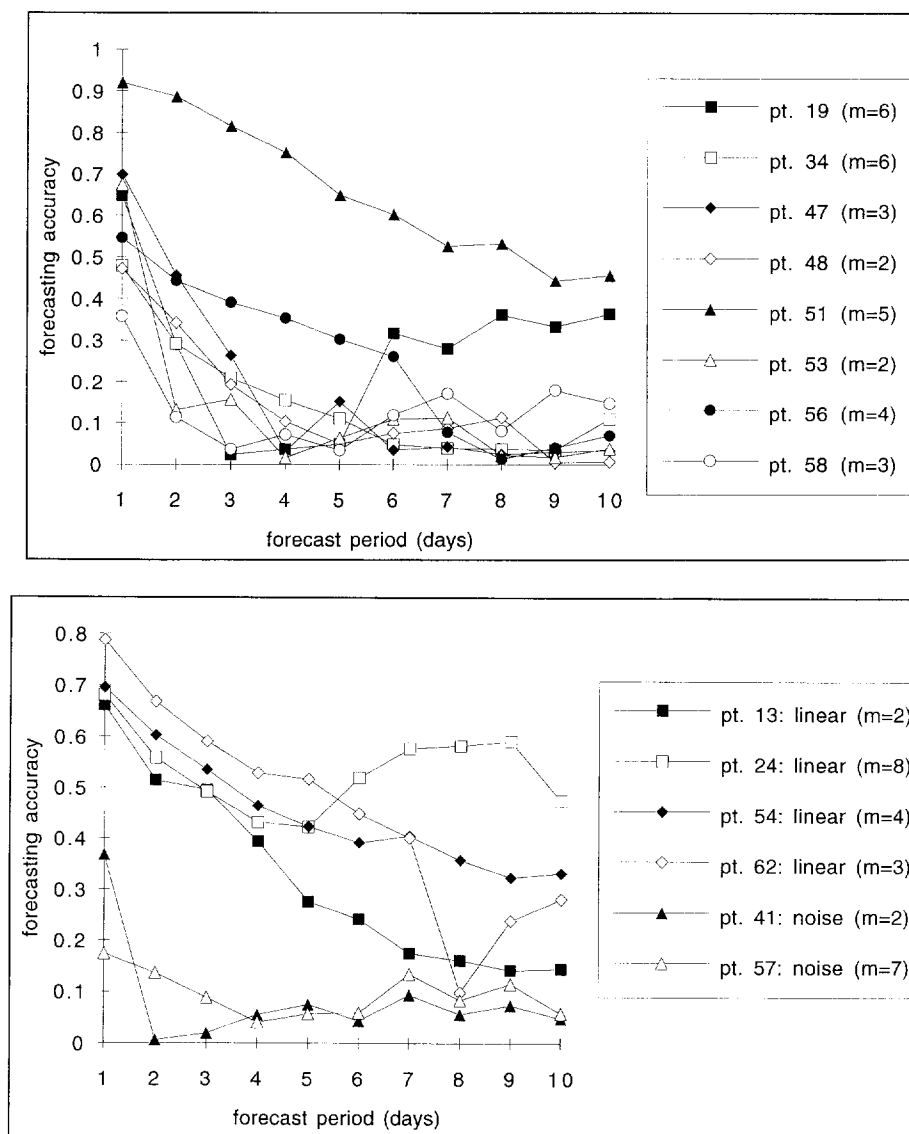 1
0.9
0.8
0.7
0.6
0.5
0.4
0.3
0.2
0.1
0
forecasting accuracy
1 2 3 4 5 6 7 8 9 10
forecast period (days)
pt. 19 (m=6)
pt. 34 (m=6)
pt. 47 (m=3)
pt. 48 (m=2)
pt. 51 (m=5)
pt. 53 (m=2)
pt. 56 (m=4)
pt. 58 (m=3)
0.8
0.7
0.6
0.5
0.4
0.3
0.2
0.1
0
forecasting accuracy
1 2 3 4 5 6 7 8 9 10
forecast period (days)
pt. 13: linear (m=2)
pt. 24: linear (m=8)
pt. 54: linear (m=4)
pt. 62: linear (m=3)
pt. 41: noise (m=2)
pt. 57: noise (m=7)